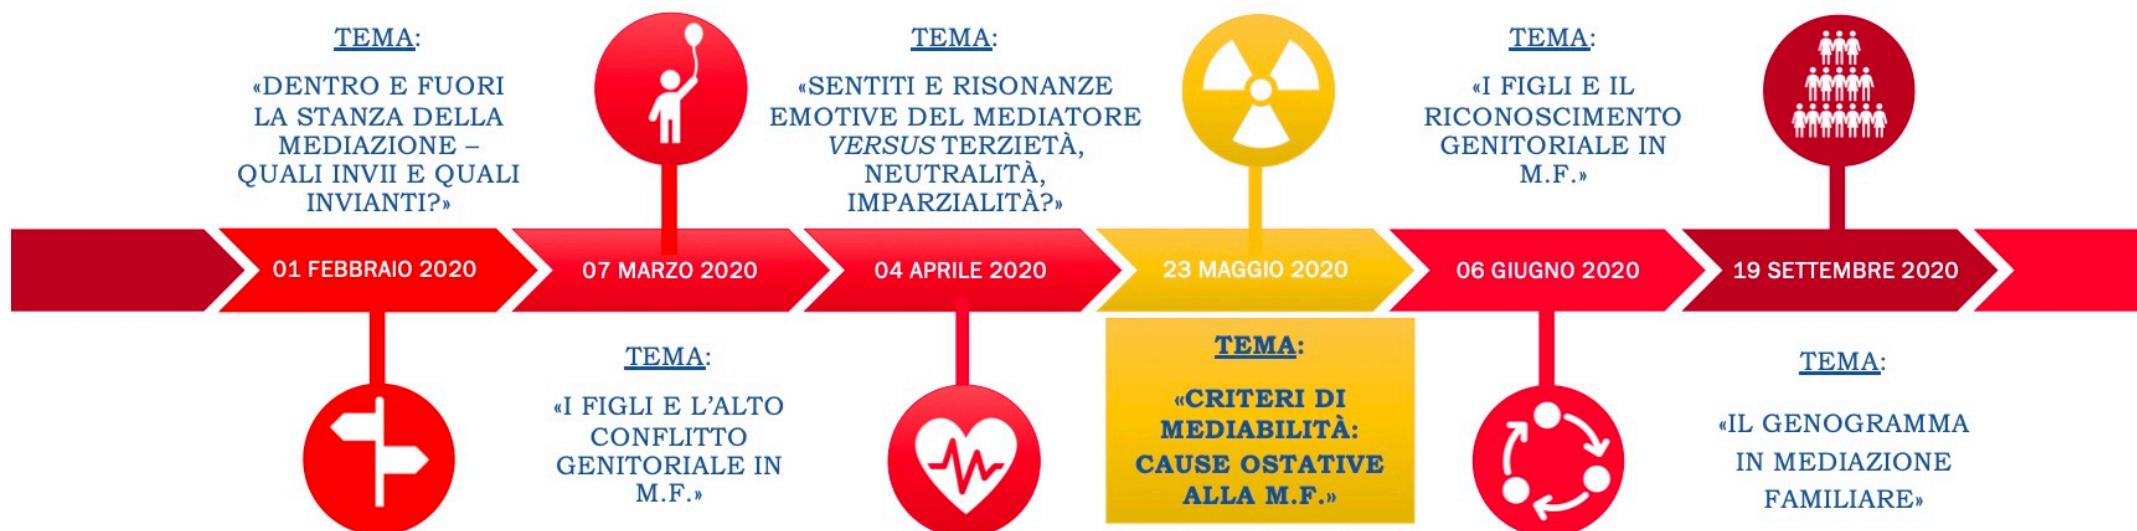 TEMA:
«DENTRO E FUORI
LA STANZA DELLA
MEDIAZIONE –
QUALI INVII E QUALI
INVIANTI?»
TEMA:
«SENTITI E RISONANZE
EMOTIVE DEL MEDIATORE
VERSUS TERZIETÀ,
NEUTRALITÀ,
IMPARZIALITÀ?»
TEMA:
«I FIGLI E IL
RICONOSCIMENTO
GENITORIALE IN
M.F.»
01 FEBBRAIO 2020
07 MARZO 2020
04 APRILE 2020
23 MAGGIO 2020
06 GIUGNO 2020
19 SETTEMBRE 2020
TEMA:
«I FIGLI E L’ALTO
CONFLITTO
GENITORIALE IN
M.F.»
TEMA:
«CRITERI DI
MEDIABILITÀ:
CAUSE OSTATIVE
ALLA M.F.»
TEMA:
«IL GENOGRAMMA
IN MEDIAZIONE
FAMILIARE»